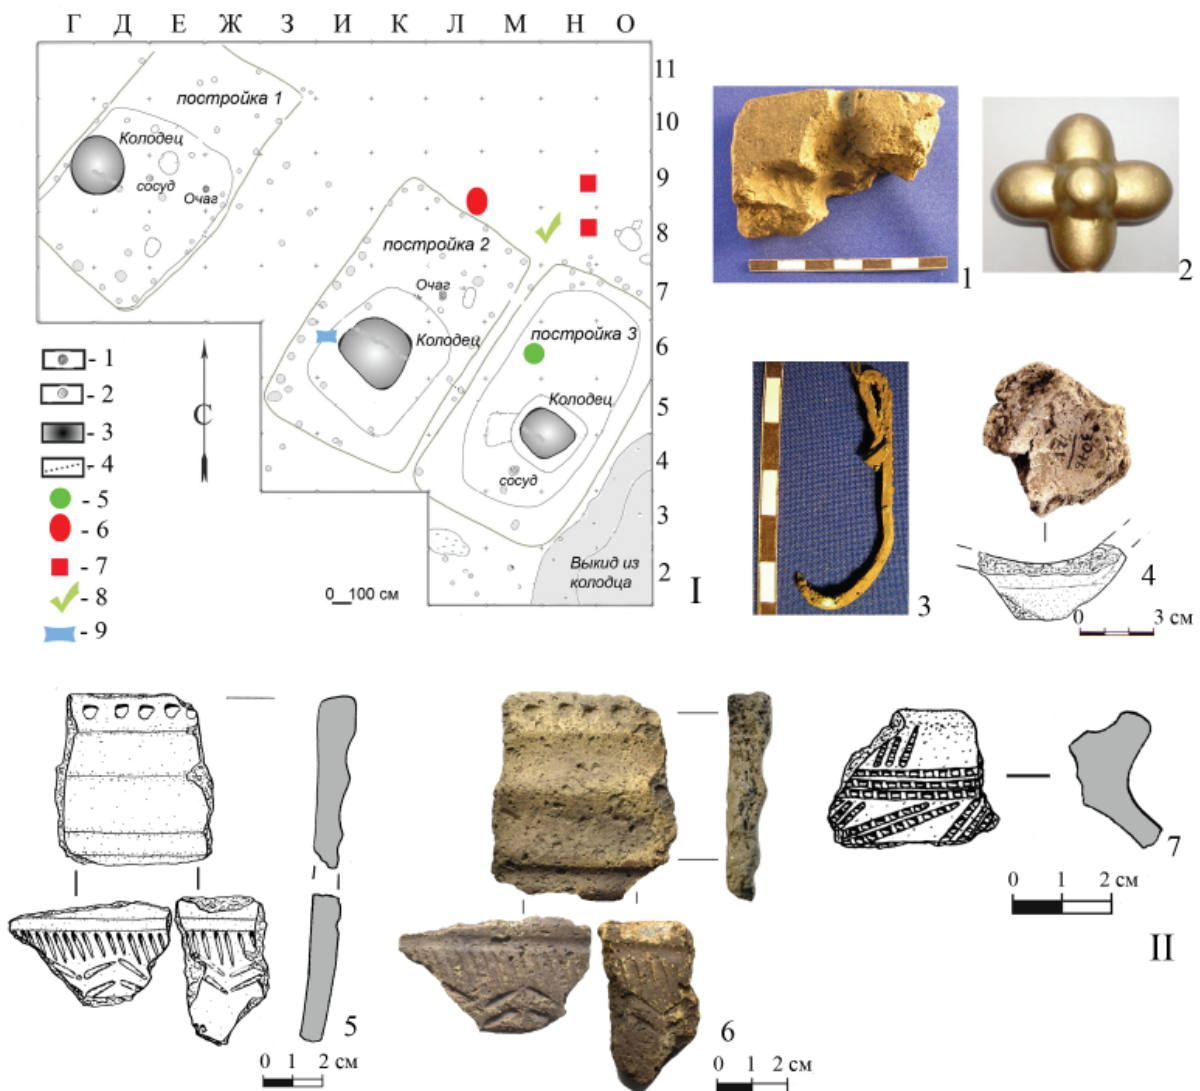 Г Д Е Ж З И К Л М Н О
11
10
9
8
7
6
5
4
3
2
постройка 1
Колодец
сосуд
Очаг
постройка 2
Очаг
Колодец
постройка 3
Колодец
сосуд
Выкид из
колодца
С
0 100 см
I
- 1
- 2
- 3
- 4
- 5
- 6
- 7
- 8
- 9
1
2
3
4
0 3 см
5
0 1 2 см
6
0 1 2 см
7
0 1 2 см
II